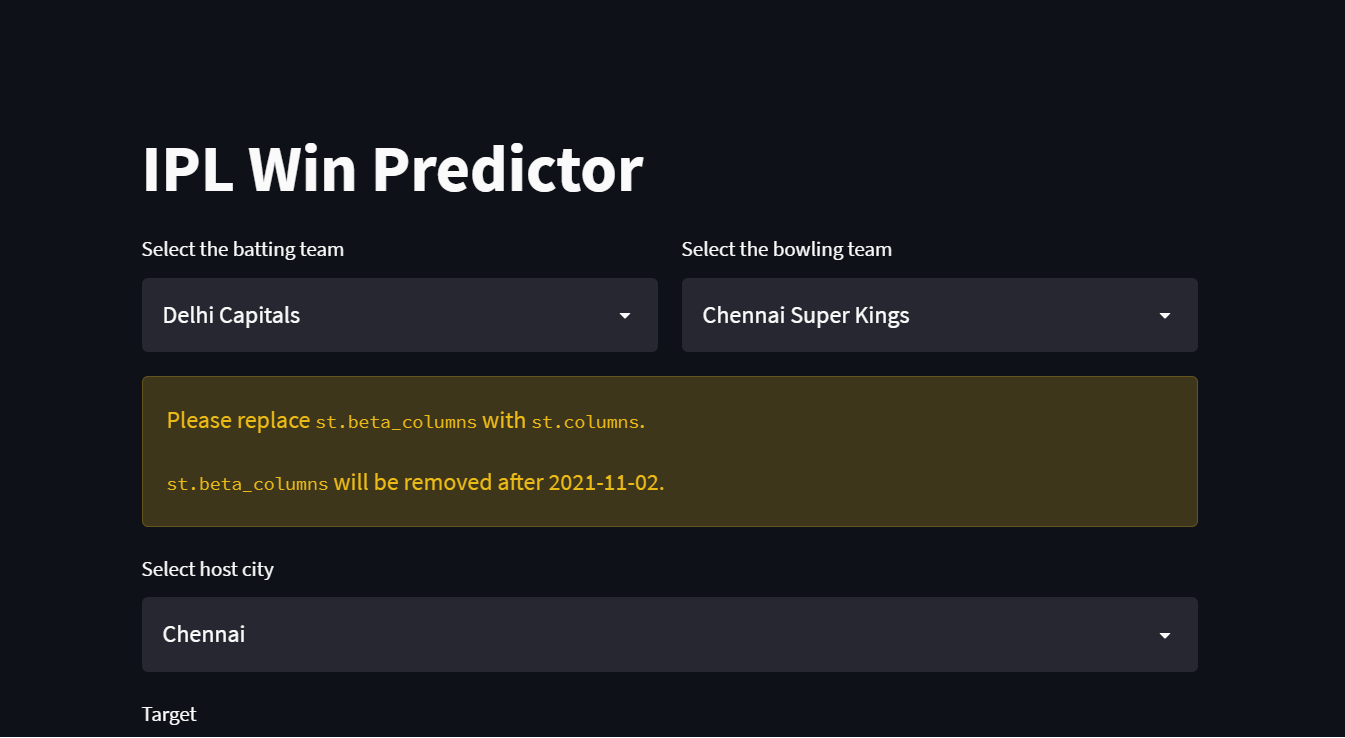 IPL Win Predictor
Select the batting team
Select the bowling team
Delhi Capitals
Chennai Super Kings
Please replace st.beta_columns with st.columns.
st.beta_columns will be removed after 2021-11-02.
Select host city
Chennai
Target